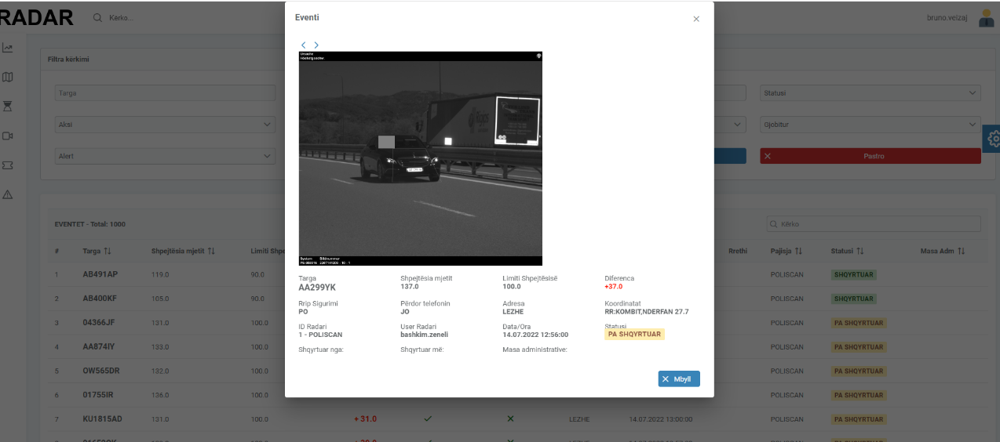 RADAR
Kërko...
bruno.veizaj
Eventi
Filtra kërkimi
Targa
Statusi
Aksi
Gjobitur
Alert
Pastro
Ursache
System Bildnummer
Targa
AA299YK
Shpejtësia mjetit
137.0
Limiti Shpejtësisë
100.0
Diferenca
+37.0
Rrip Sigurimi
PO
Përdor telefonin
JO
Adresa
LEZHE
Koordinatat
RR:KOMBIT,NDERFAN 27.7
ID Radari
1 - POLISCAN
User Radari
bashkim.zeneli
Data/Ora
14.07.2022 12:56:00
Statusi
PA SHQYRTUAR
Shqyrtuar nga:
Shqyrtuar më:
Masa administrative:
Mbyll
EVENTET - Total: 1000
Kërko
# Targa Shpejtësia mjetit Limiti Shpe Rrethi Pajisja Statusi Masa Adm
1 AB491AP 119.0 90.0 POLISCAN SHQYRTUAR
2 AB400KF 105.0 90.0 POLISCAN SHQYRTUAR
3 04366JF 131.0 100.0 POLISCAN PA SHQYRTUAR
4 AA874IY 133.0 100.0 POLISCAN PA SHQYRTUAR
5 OW565DR 132.0 100.0 POLISCAN PA SHQYRTUAR
6 01755IR 136.0 100.0 POLISCAN PA SHQYRTUAR
7 KU1815AD 131.0 100.0 +31.0 LEZHE 14.07.2022 13:00:00 POLISCAN PA SHQYRTUAR